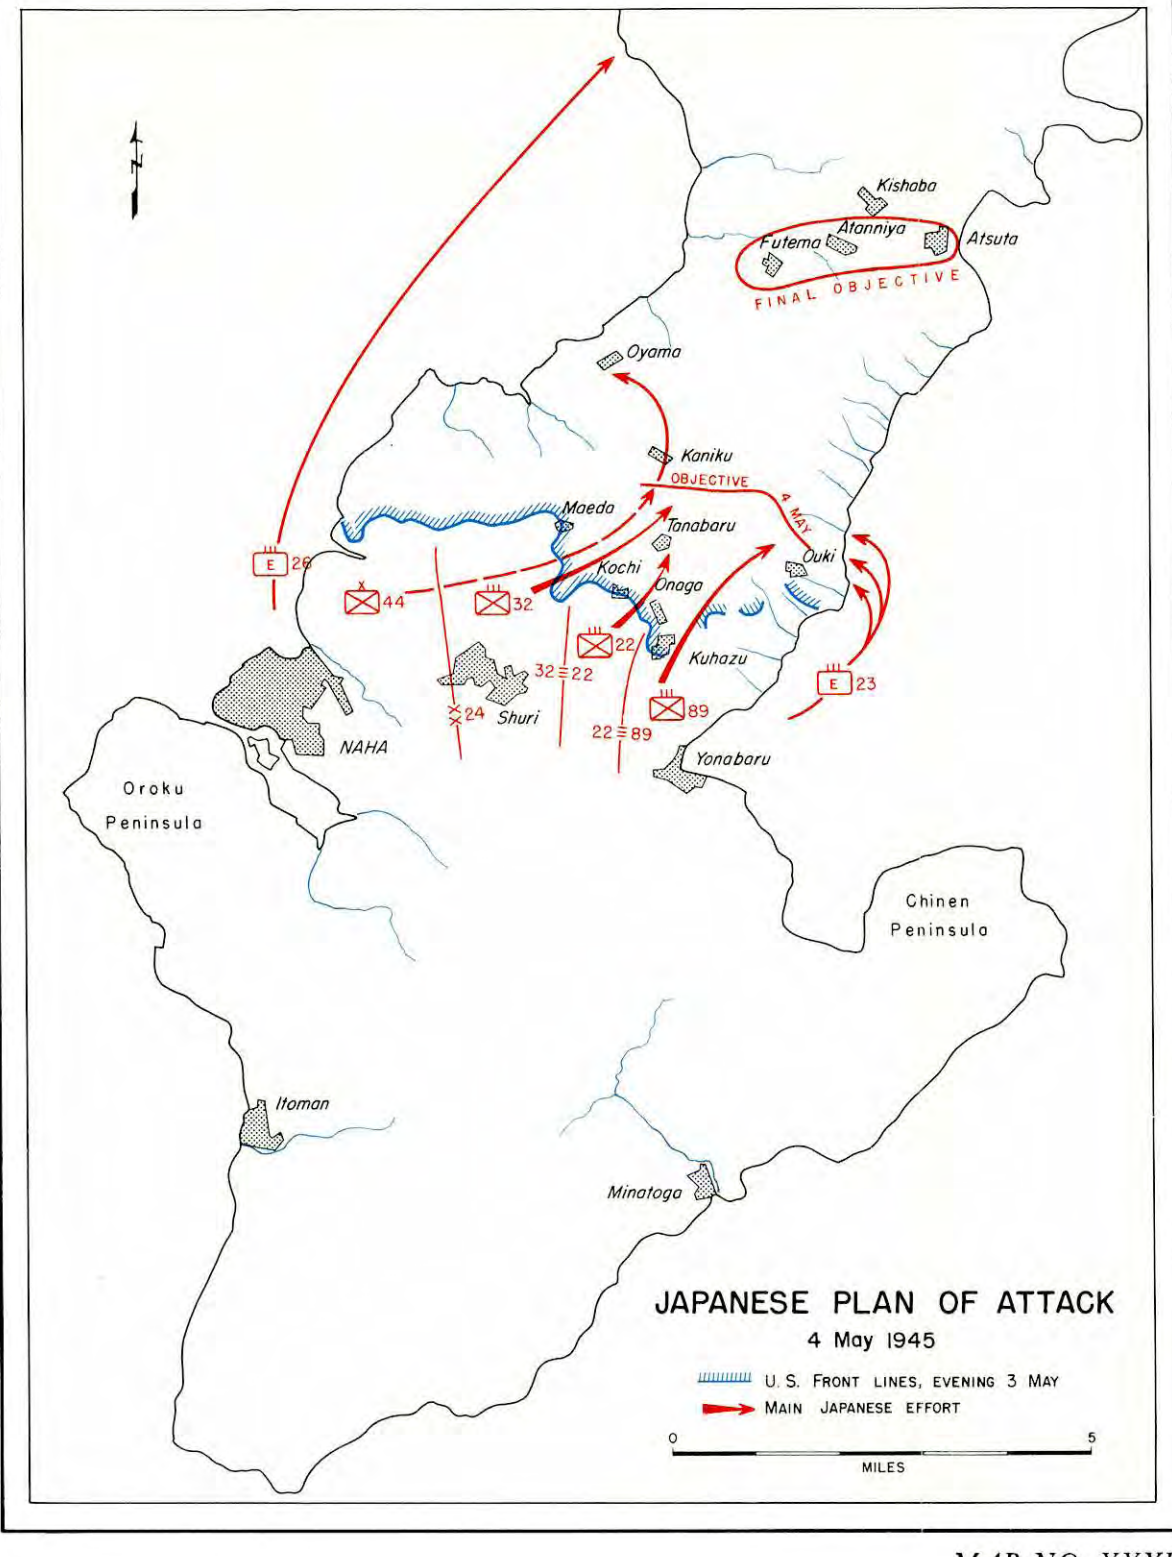 Kishaba
Atanniya
Futema
Atsuta
FINAL OBJECTIVE
Oyama
Kaniku
OBJECTIVE
4 MAY
Maeda
Tanabaru
E 26
Ouki
Kochi
Onaga
44
32
22
Kuhazu
32 22
E 23
24
Shuri
89
22 89
NAHA
Yonabaru
Oroku
Peninsula
Chinen
Peninsula
Itoman
Minatoga
JAPANESE PLAN OF ATTACK
4 May 1945
U. S. FRONT LINES, EVENING 3 MAY
MAIN JAPANESE EFFORT
0 5
MILES